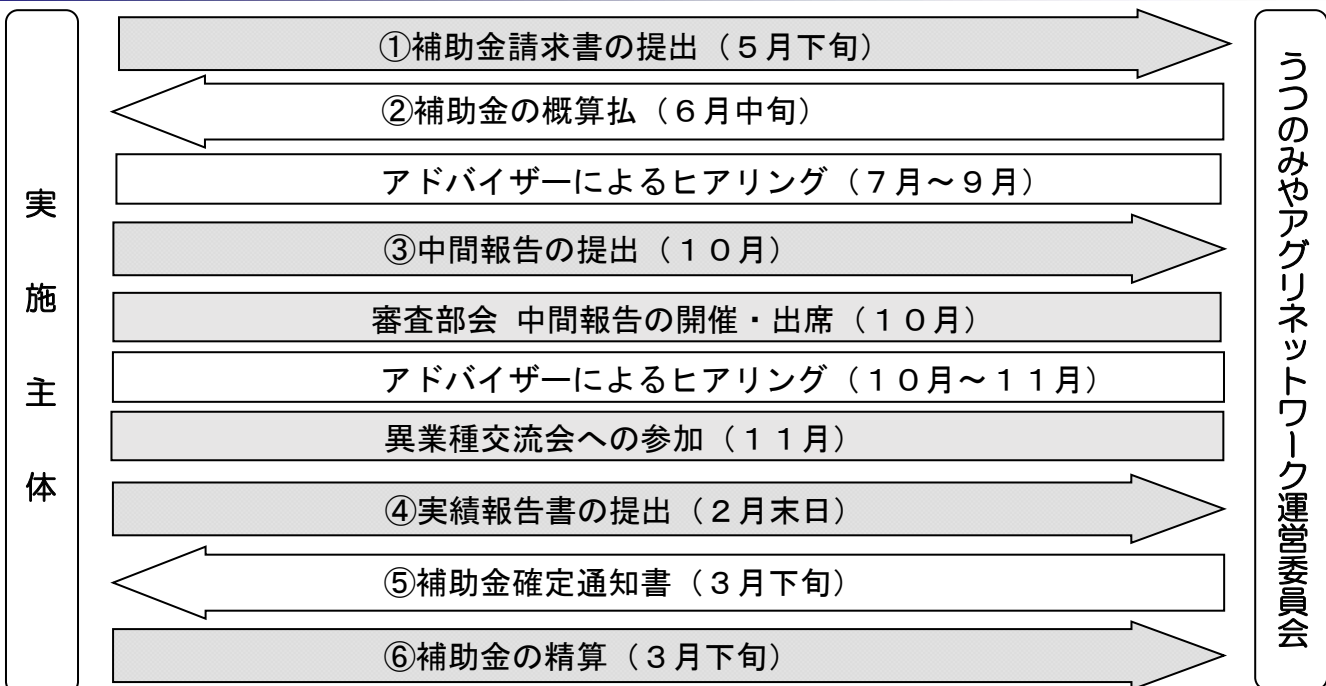 実施主体
①補助金請求書の提出（５月下旬）
②補助金の概算払（６月中旬）
アドバイザーによるヒアリング（７月～９月）
③中間報告の提出（１０月）
審査部会 中間報告の開催・出席（１０月）
アドバイザーによるヒアリング（１０月～１１月）
異業種交流会への参加（１１月）
④実績報告書の提出（２月末日）
⑤補助金確定通知書（３月下旬）
⑥補助金の精算（３月下旬）
うつのみやアグリネットワーク運営委員会